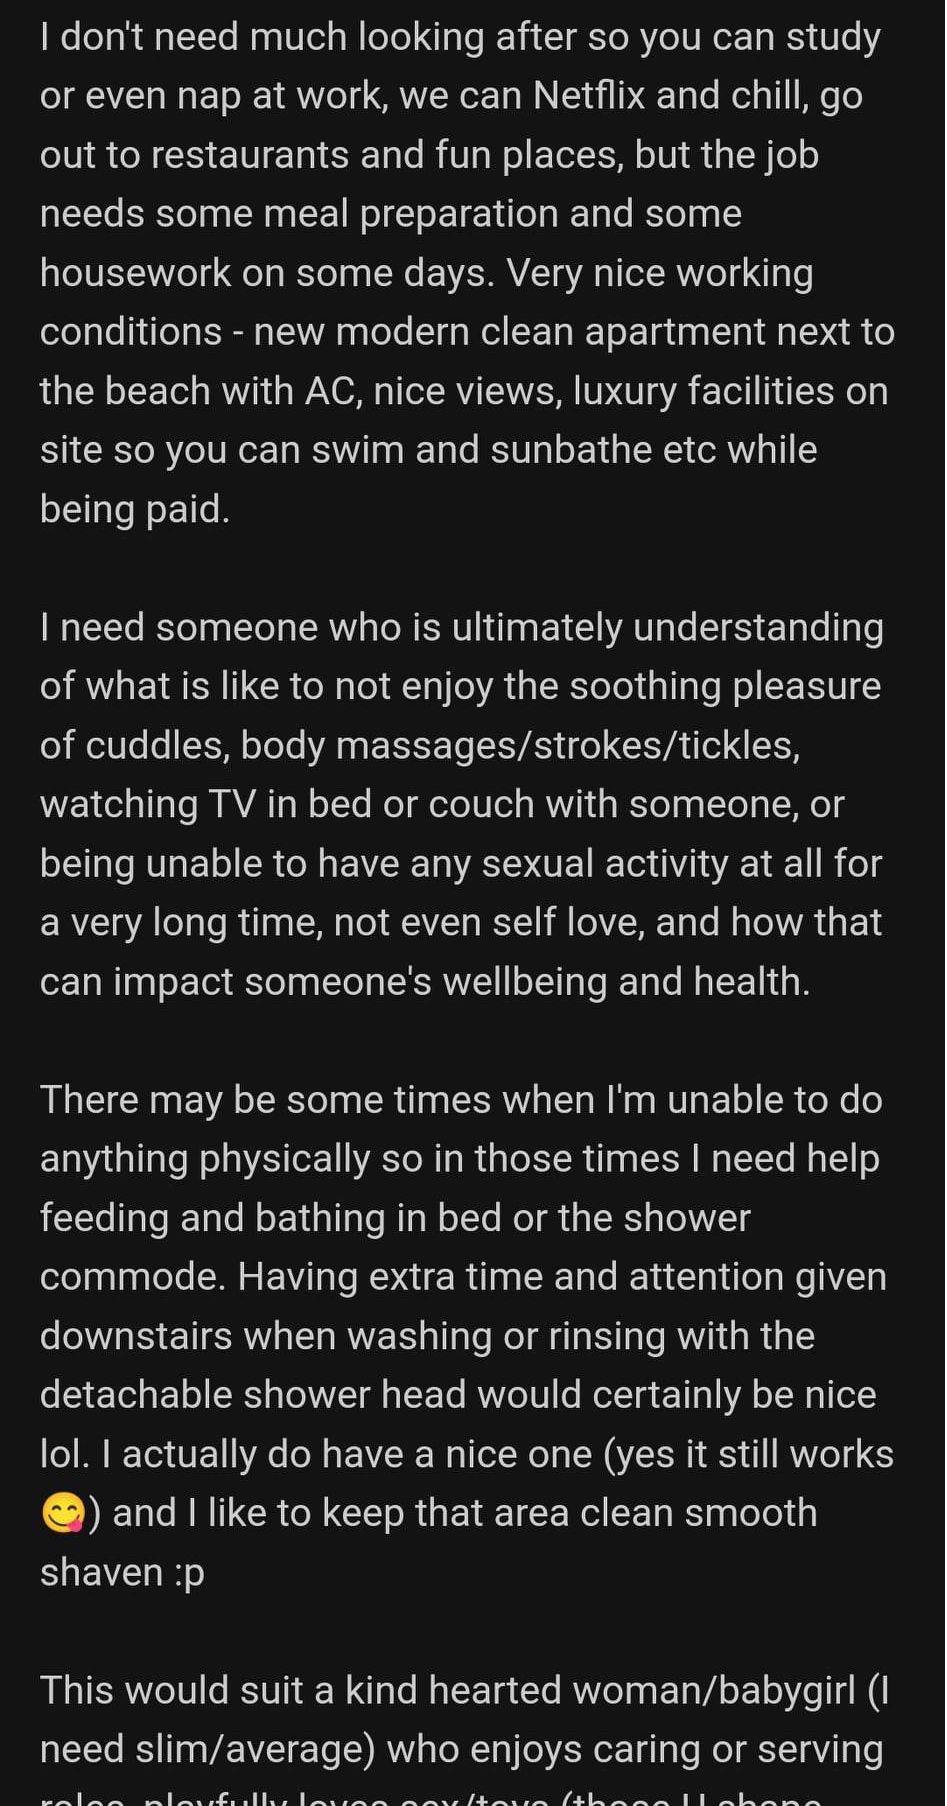 I don't need much looking after so you can study
or even nap at work, we can Netflix and chill, go
out to restaurants and fun places, but the job
needs some meal preparation and some
housework on some days. Very nice working
conditions - new modern clean apartment next to
the beach with AC, nice views, luxury facilities on
site so you can swim and sunbathe etc while
being paid.
I need someone who is ultimately understanding
of what is like to not enjoy the soothing pleasure
of cuddles, body massages/strokes/tickles,
watching TV in bed or couch with someone, or
being unable to have any sexual activity at all for
a very long time, not even self love, and how that
can impact someone's wellbeing and health.
There may be some times when I'm unable to do
anything physically so in those times I need help
feeding and bathing in bed or the shower
commode. Having extra time and attention given
downstairs when washing or rinsing with the
detachable shower head would certainly be nice
lol. I actually do have a nice one (yes it still works
😋) and I like to keep that area clean smooth
shaven :p
This would suit a kind hearted woman/babygirl (I
need slim/average) who enjoys caring or serving
roles, playfully loves sex/toys (those U shape